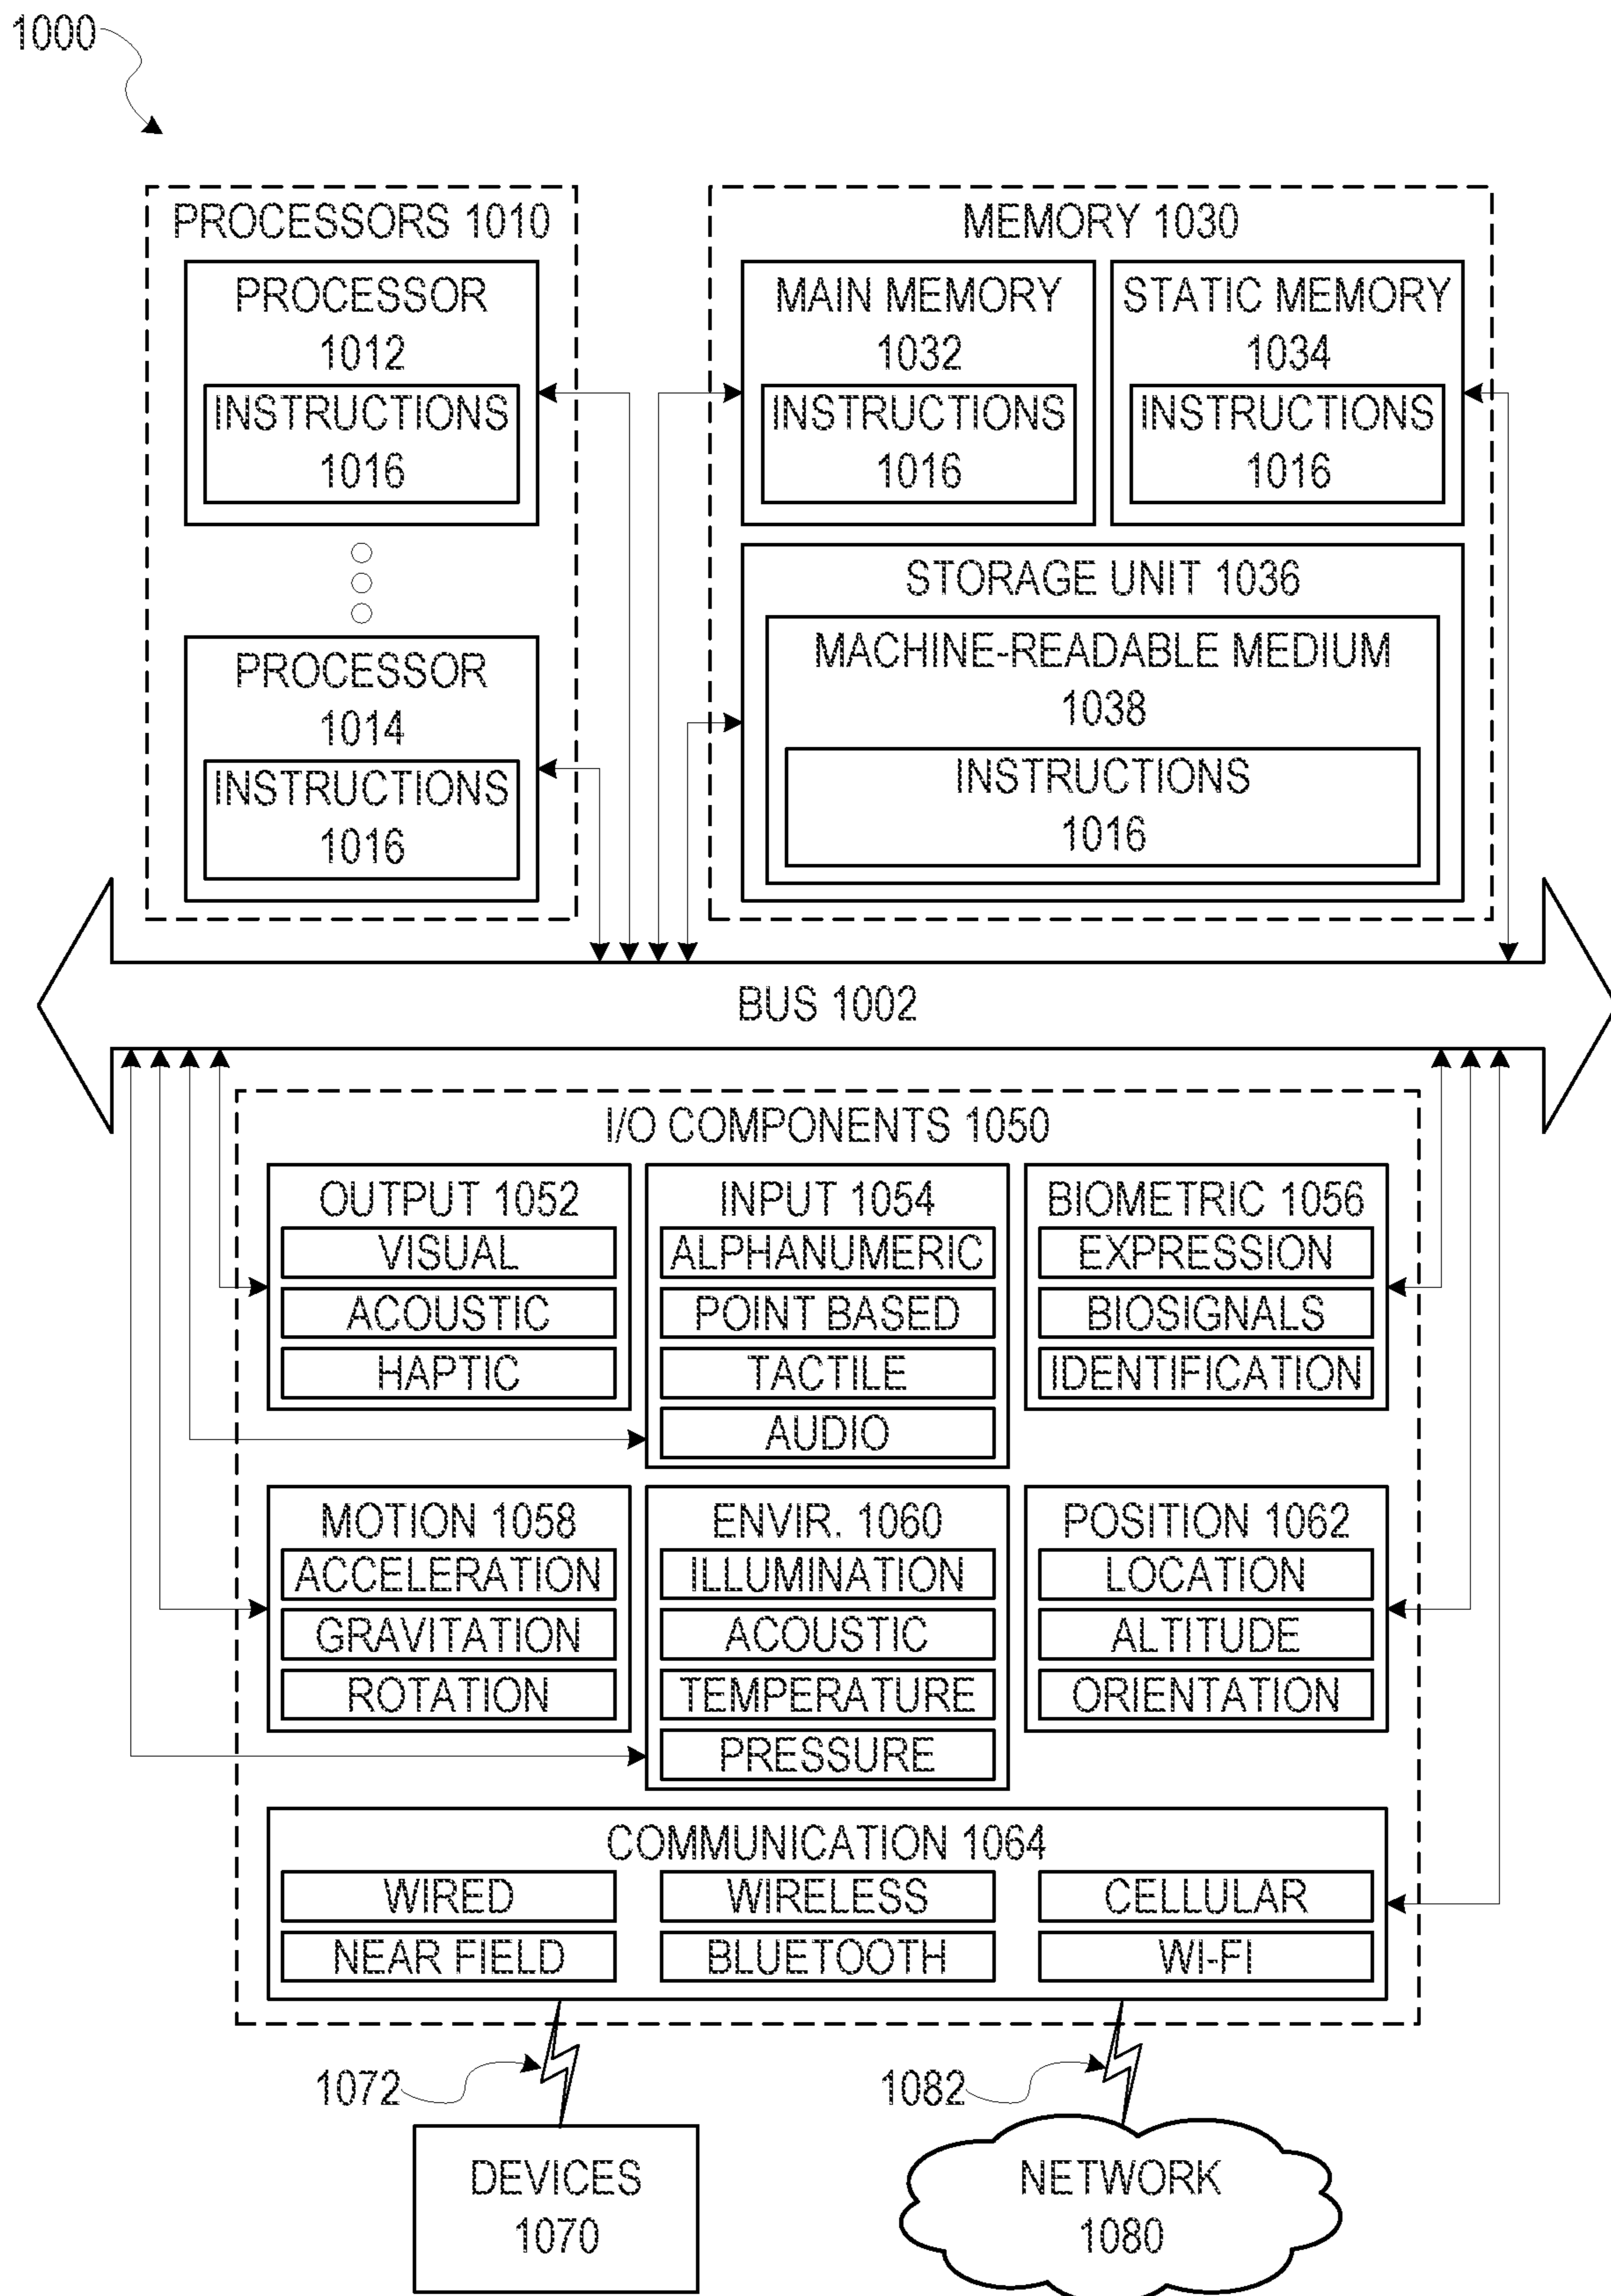 1000
PROCESSORS 1010
PROCESSOR
1012
INSTRUCTIONS
1016
PROCESSOR
1014
INSTRUCTIONS
1016
MEMORY 1030
MAIN MEMORY
1032
INSTRUCTIONS
1016
STATIC MEMORY
1034
INSTRUCTIONS
1016
STORAGE UNIT 1036
MACHINE-READABLE MEDIUM
1038
INSTRUCTIONS
1016
BUS 1002
I/O COMPONENTS 1050
OUTPUT 1052
VISUAL
ACOUSTIC
HAPTIC
INPUT 1054
ALPHANUMERIC
POINT BASED
TACTILE
AUDIO
BIOMETRIC 1056
EXPRESSION
BIOSIGNALS
IDENTIFICATION
MOTION 1058
ACCELERATION
GRAVITATION
ROTATION
ENVIR. 1060
ILLUMINATION
ACOUSTIC
TEMPERATURE
PRESSURE
POSITION 1062
LOCATION
ALTITUDE
ORIENTATION
COMMUNICATION 1064
WIRED
WIRELESS
CELLULAR
NEAR FIELD
BLUETOOTH
WI-FI
1072
1082
DEVICES
1070
NETWORK
1080